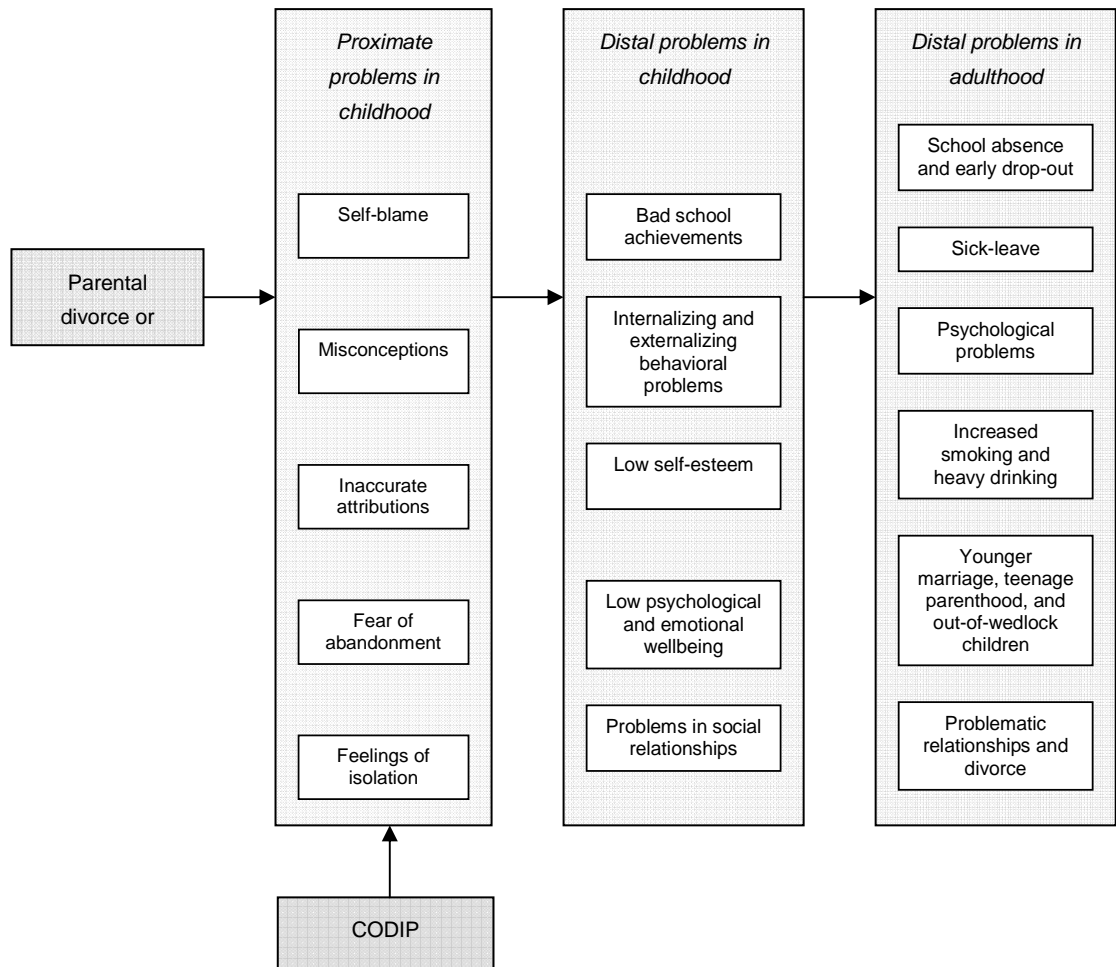 Parental
divorce or
Proximate
problems in
childhood
Self-blame
Misconceptions
Inaccurate
attributions
Fear of
abandonment
Feelings of
isolation
CODIP
Distal problems in
childhood
Bad school
achievements
Internalizing and
externalizing
behavioral
problems
Low self-esteem
Low psychological
and emotional
wellbeing
Problems in social
relationships
Distal problems in
adulthood
School absence
and early drop-out
Sick-leave
Psychological
problems
Increased
smoking and
heavy drinking
Younger
marriage, teenage
parenthood, and
out-of-wedlock
children
Problematic
relationships and
divorce